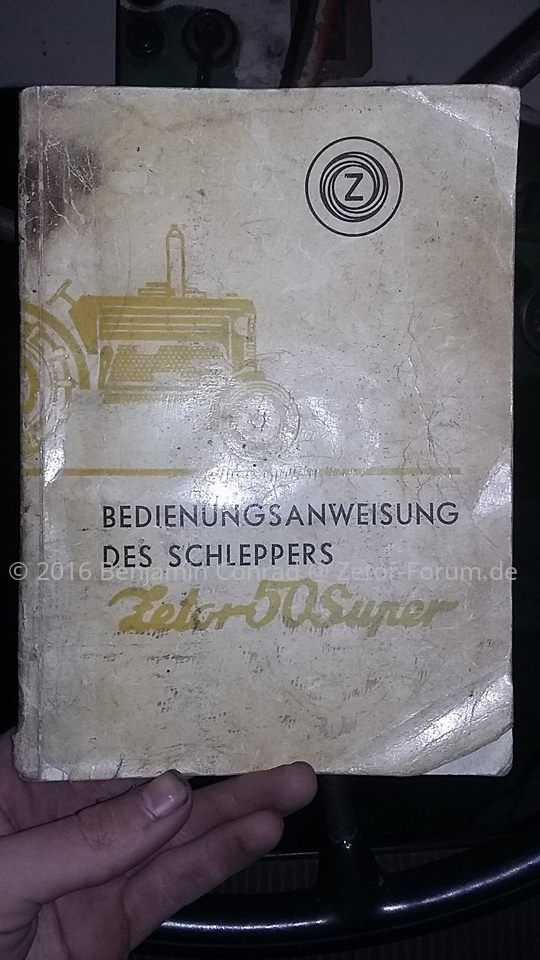 Z
BEDIENUNGSANWEISUNG
DES SCHLEPPERS
© 2016 Benjamin Conrad @ Zetor-Forum.de
Zetor 50 Super